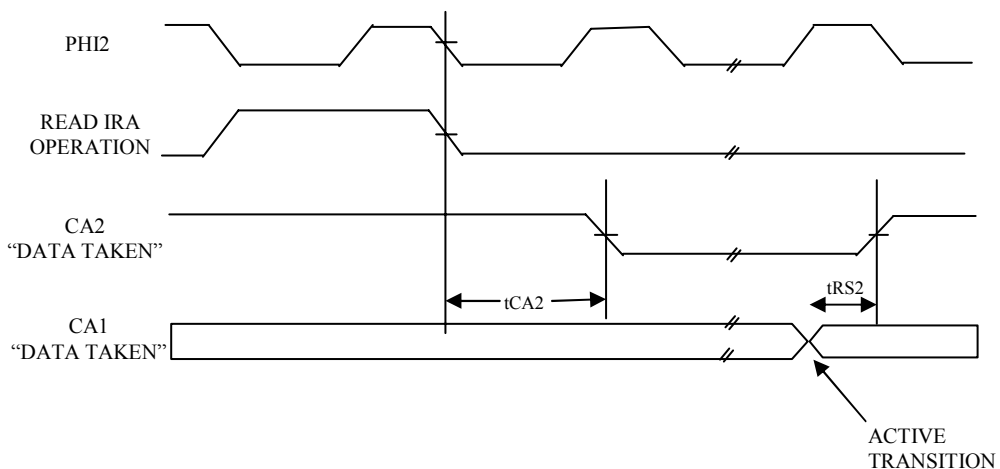 PHI2
READ IRA
OPERATION
CA2
“DATA TAKEN”
tCA2
tRS2
CA1
“DATA TAKEN”
ACTIVE
TRANSITION